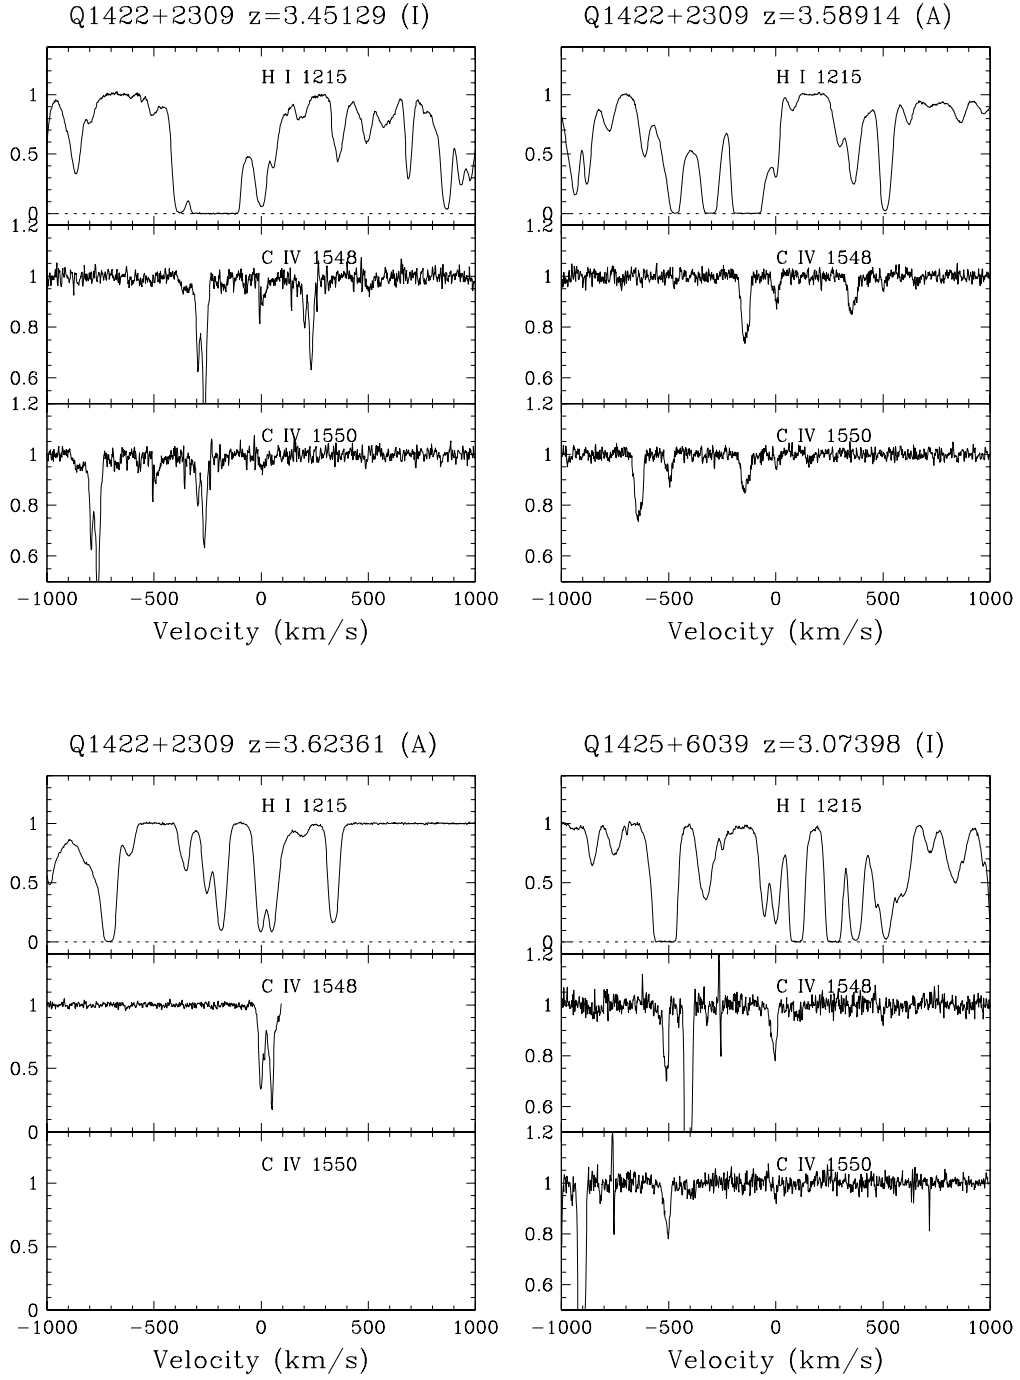 Q1422+2309 z=3.45129 (I)
H I 1215
1
0.5
0
C IV 1548
1.2
1
0.8
0.6
C IV 1550
1.2
1
0.8
0.6
−1000 −500 0 500 1000
Velocity (km/s)
Q1422+2309 z=3.58914 (A)
H I 1215
1
0.5
0
C IV 1548
1.2
1
0.8
0.6
C IV 1550
1.2
1
0.8
0.6
−1000 −500 0 500 1000
Velocity (km/s)
Q1422+2309 z=3.62361 (A)
H I 1215
1
0.5
0
C IV 1548
1
0.5
0
C IV 1550
1
0.5
0
−1000 −500 0 500 1000
Velocity (km/s)
Q1425+6039 z=3.07398 (I)
H I 1215
1
0.5
0
C IV 1548
1.2
1
0.8
0.6
C IV 1550
1.2
1
0.8
0.6
−1000 −500 0 500 1000
Velocity (km/s)